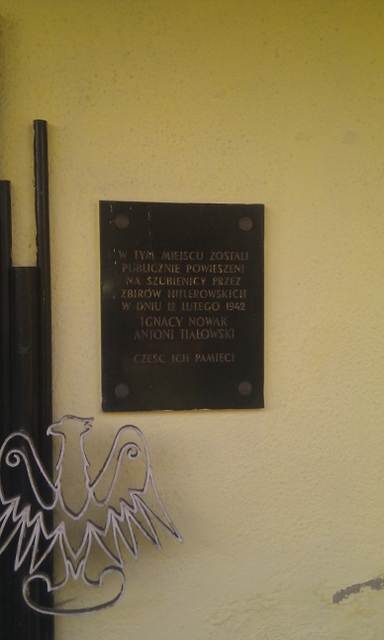 W TYM MIEJSCU ZOSTALI
PUBLICZNIE POWIESZENI
NA SZUBIENICY PRZEZ
ZBIRÓW HITLEROWSKICH
W DNIU 12 LUTEGO 1942
IGNACY NOWAK
ANTONI TIAŁOWSKI
CZEŚĆ ICH PAMIĘCI